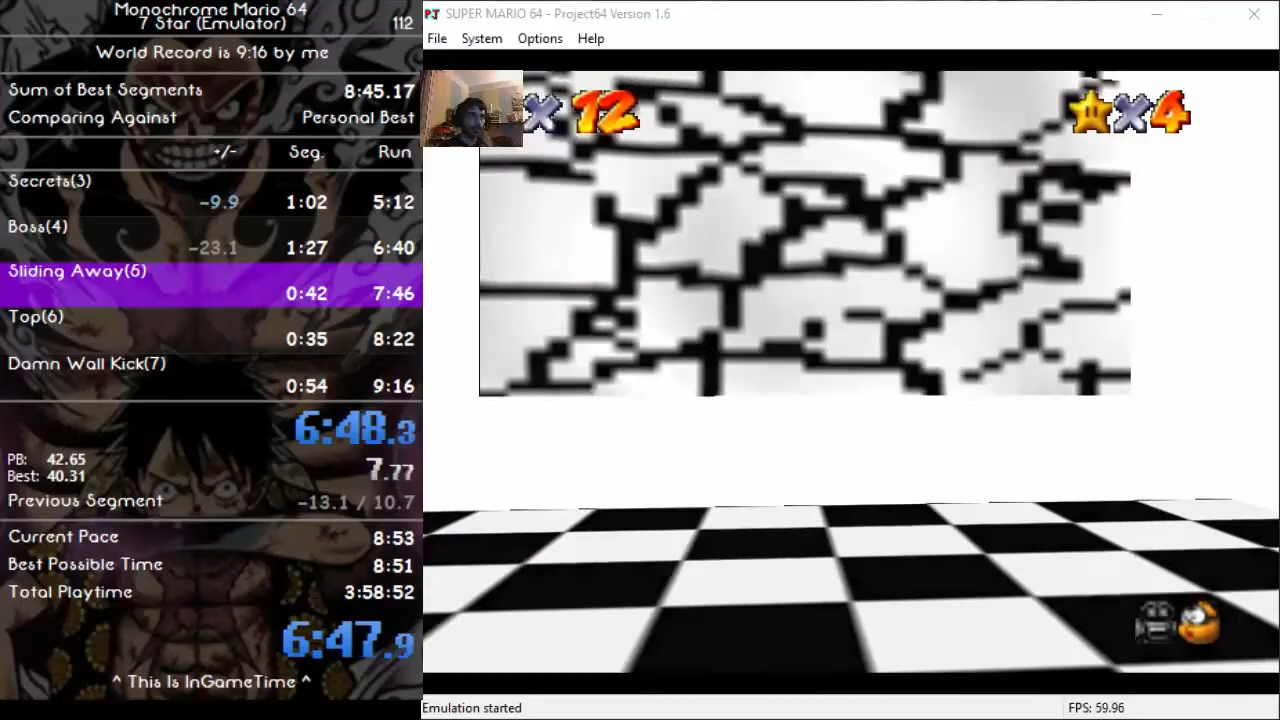 Monochrome Mario 64
7 Star (Emulator) 112
World Record is 9:16 by me
Sum of Best Segments 8:45.17
Comparing Against Personal Best
+/- Seg. Run
Secrets(3)
-9.9 1:02 5:12
Boss(4)
-23.1 1:27 6:40
Sliding Away(5)
0:42 7:46
Top(6)
0:35 8:22
Damn Wall Kick(7)
0:54 9:16
6:48.3
PB: 42.65
Best: 40.31
7.77
Previous Segment -13.1 / 10.7
Current Pace 8:53
Best Possible Time 8:51
Total Playtime 3:58:52
6:47.9
^ This Is InGameTime ^
SUPER MARIO 64 - Project64 Version 1.6
File System Options Help
X 12
X4
Emulation started
FPS: 59.96